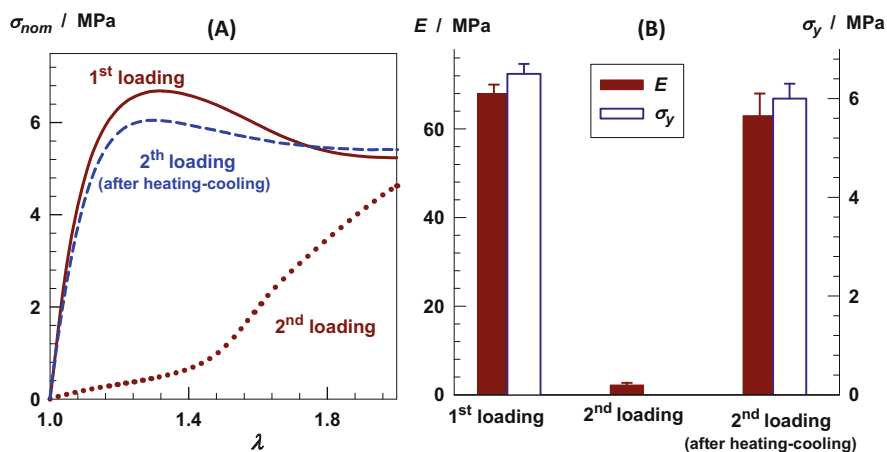 σnom / MPa
(A)
6
4
2
0
1.0
1.4
1.8
λ
1st loading
2th loading
(after heating-cooling)
2nd loading
E / MPa
(B)
σy / MPa
60
40
20
0
E
σy
6
4
2
0
1st loading
2nd loading
2nd loading
(after heating-cooling)